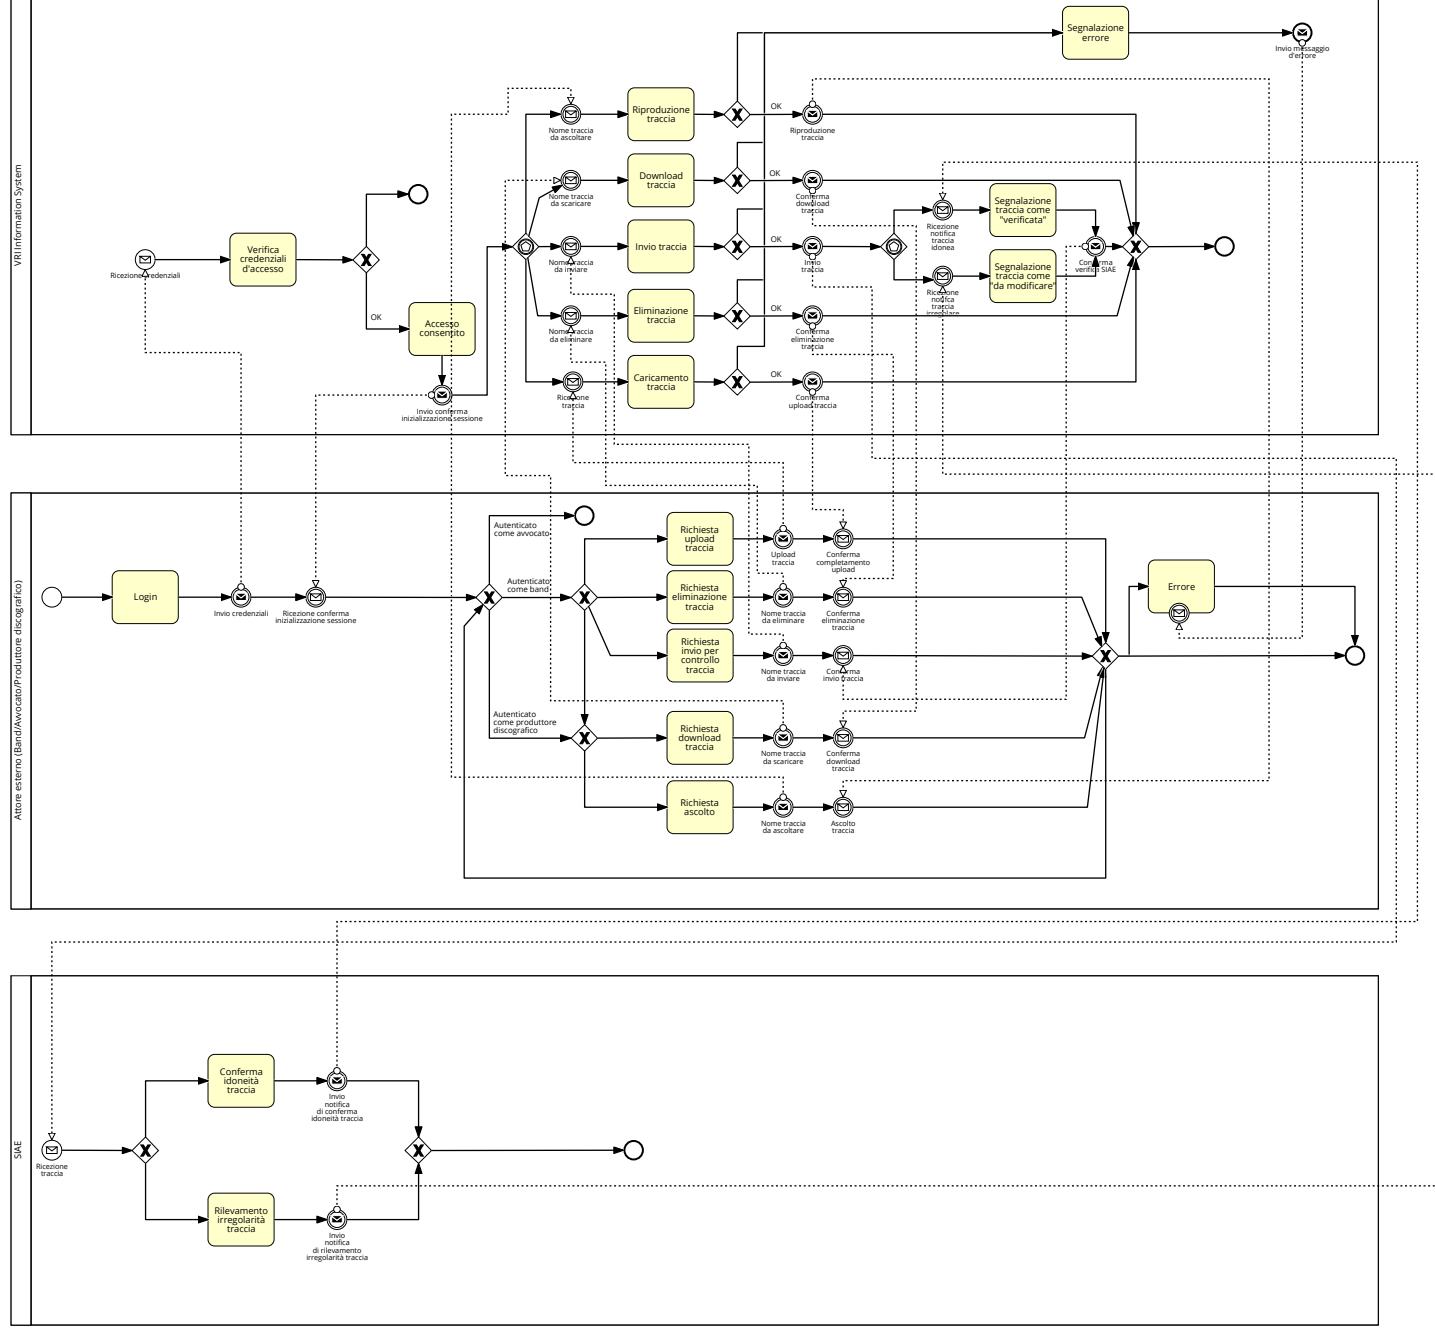 VRI Information System
Segnalazione
errore
Invio messaggio
d'errore
Nome traccia
da ascoltare
Riproduzione
traccia
OK
Riproduzione
traccia
Nome traccia
da scaricare
Download
traccia
OK
Conferma
download
traccia
Ricezione credenziali
Verifica
credenziali
d'accesso
OK
Accesso
consentito
Invio conferma
inizializzazione sessione
Nome traccia
da inviare
Invio traccia
OK
Invio
traccia
Ricezione
notifica
traccia
idonea
Segnalazione
traccia come
"verificata"
Ricezione
notifca
traccia
irregolare
Segnalazione
traccia come
"da modificare"
Conferma
verifica SIAE
Nome traccia
da eliminare
Eliminazione
traccia
OK
Conferma
eliminazione
traccia
Ricezione
traccia
Caricamento
traccia
OK
Conferma
upload traccia
Attore esterno (Band/Avvocato/Produttore discografico)
Login
Invio credenziali
Ricezione conferma
inizializzazione sessione
Autenticato
come avvocato
Autenticato
come band
Autenticato
come produttore
discografico
Richiesta
upload
traccia
Upload
traccia
Conferma
completamento
upload
Richiesta
eliminazione
traccia
Nome traccia
da eliminare
Conferma
eliminazione
traccia
Richiesta
invio per
controllo
traccia
Nome traccia
da inviare
Conferma
invio traccia
Richiesta
download
traccia
Nome traccia
da scaricare
Conferma
download
traccia
Richiesta
ascolto
Nome traccia
da ascoltare
Ascolto
traccia
Errore
SIAE
Ricezione
traccia
Conferma
idoneità
traccia
Invio
notifica
di conferma
idoneità traccia
Rilevamento
irregolarità
traccia
Invio
notifica
di rilevamento
irregolarità traccia